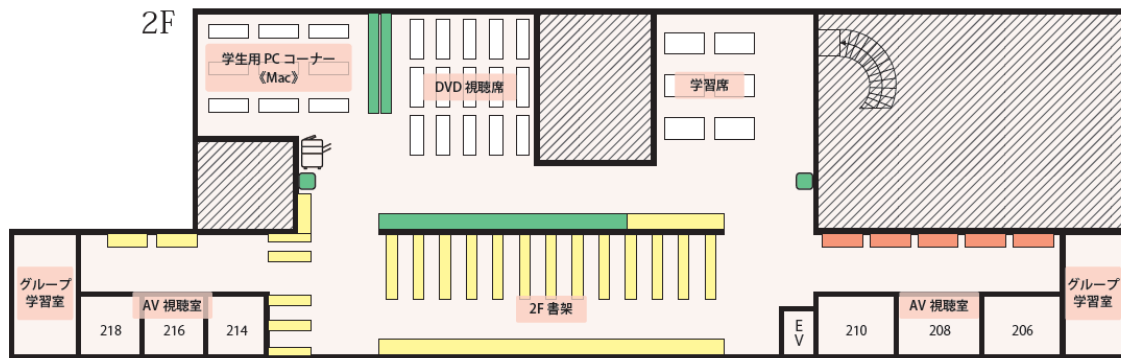 2F
学生用 PC コーナー
《Mac》
DVD 視聴席
学習席
グループ
学習室
AV 視聴室
218
216
214
2F 書架
EV
AV 視聴室
210
208
206
グループ
学習室